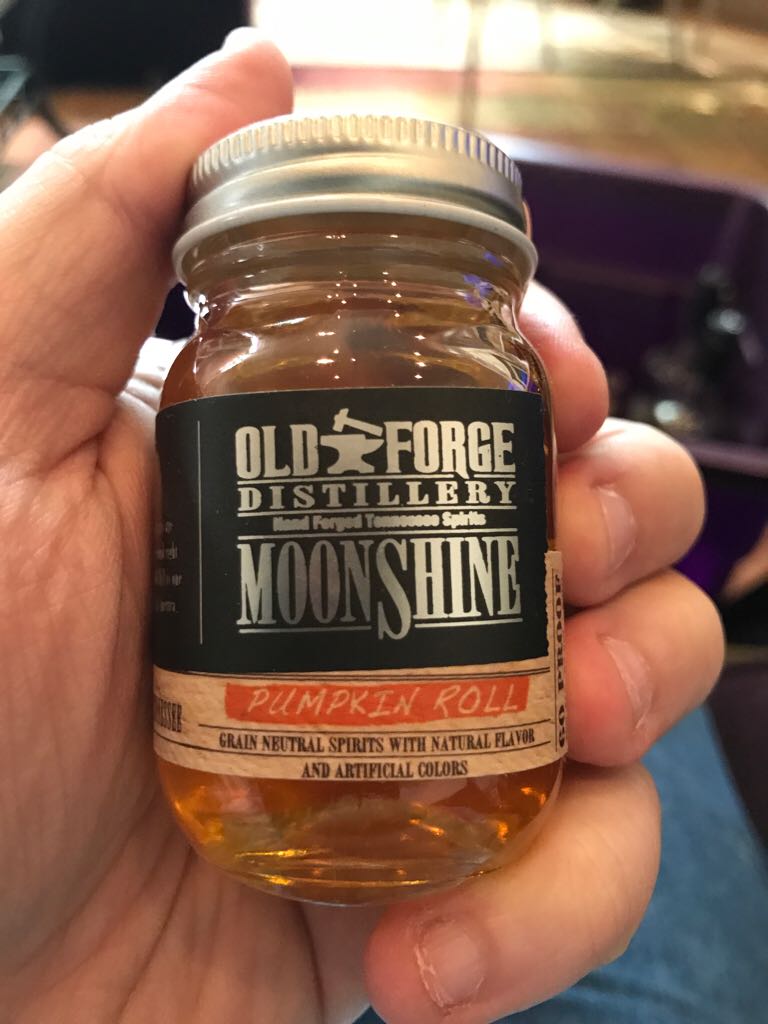 OLD FORGE
DISTILLERY
Hand Forged Tennessee Spirits
MOONSHINE
PUMPKIN ROLL
GRAIN NEUTRAL SPIRITS WITH NATURAL FLAVOR
AND ARTIFICIAL COLORS
60 PROOF